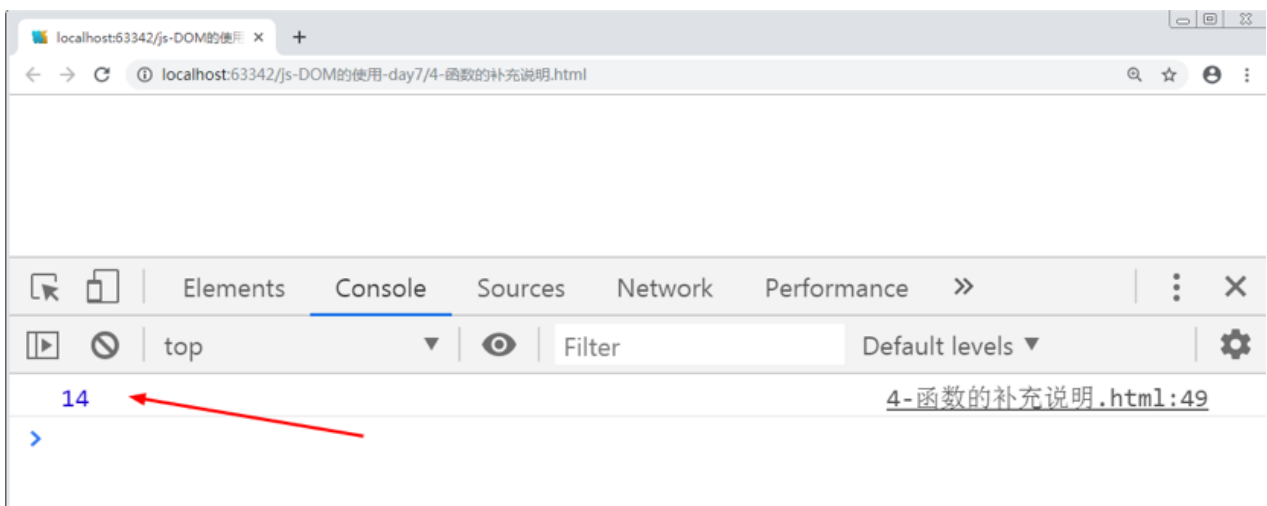 localhost:63342/js-DOM的使用
localhost:63342/js-DOM的使用-day7/4-函数的补充说明.html
Elements Console Sources Network Performance
top Filter Default levels
14 4-函数的补充说明.html:49